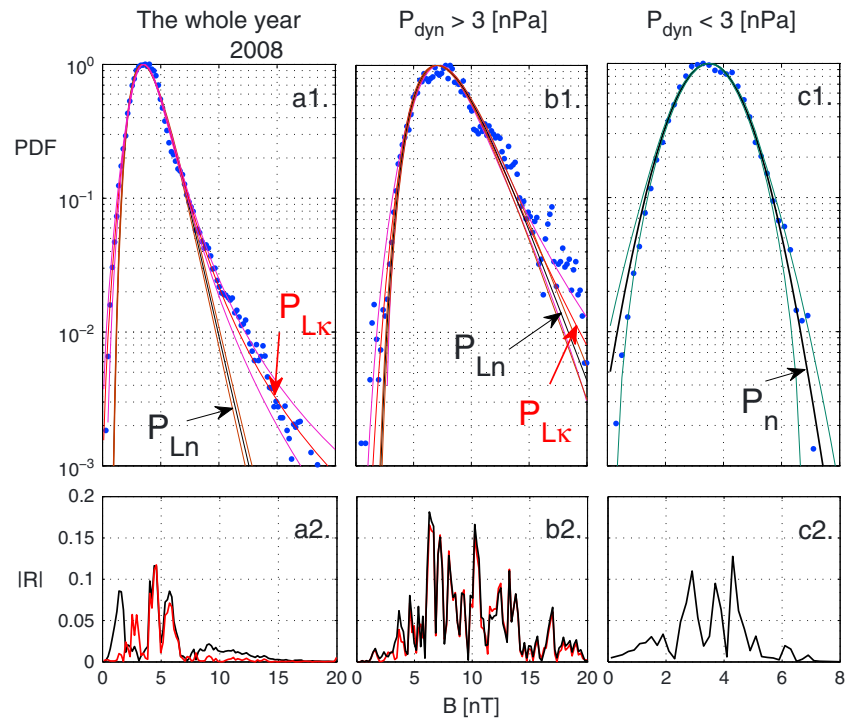 The whole year 2008
P_dyn > 3 [nPa]
P_dyn < 3 [nPa]
PDF
10⁰
10⁻¹
10⁻²
10⁻³
a1.
P_Lκ
P_Ln
b1.
P_Ln
P_Lκ
c1.
P_n
|R|
0.2
0.15
0.1
0.05
0
a2.
b2.
c2.
0 5 10 15 20
0 5 10 15 20
0 2 4 6 8
B [nT]